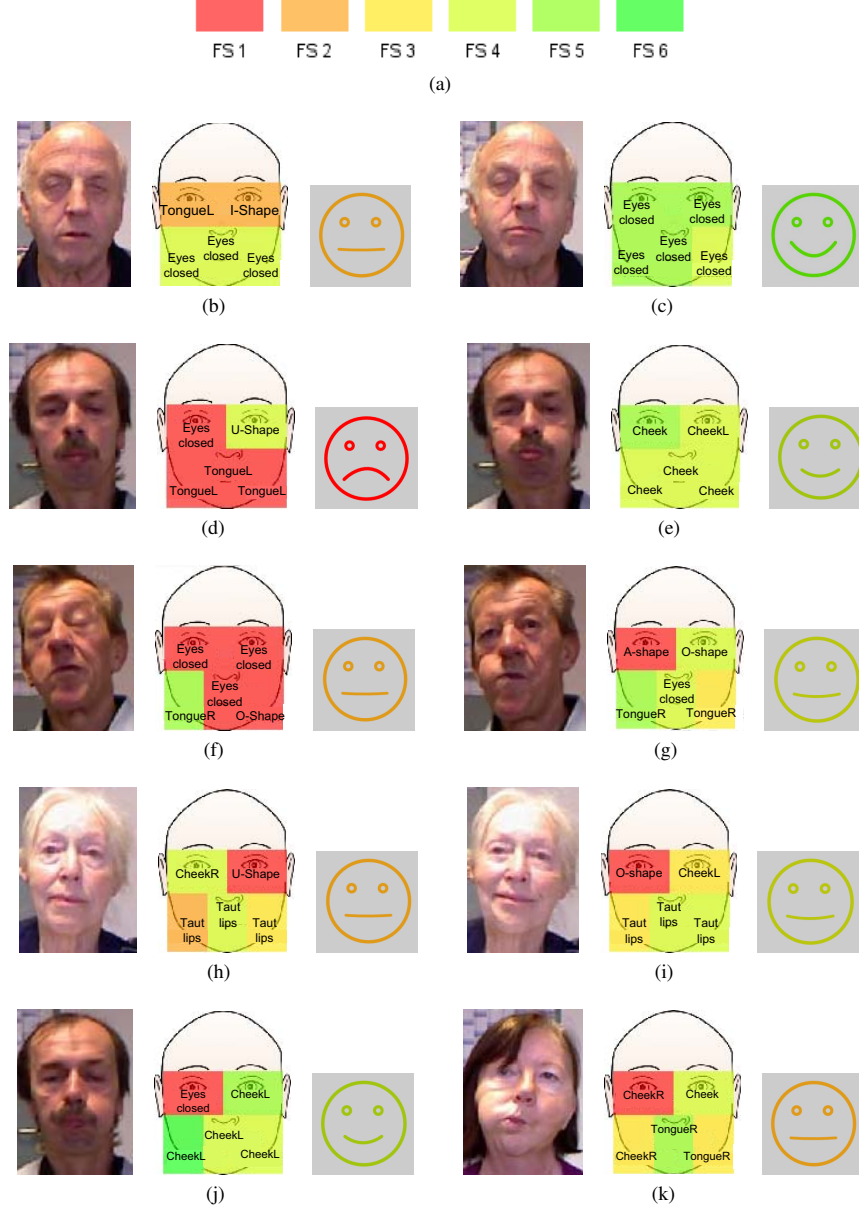 FS 1 FS 2 FS 3 FS 4 FS 5 FS 6
(a)
TongueL I-Shape
Eyes
closed
Eyes
closed
Eyes
closed
(b)
Eyes
closed
Eyes
closed
Eyes
closed
Eyes
closed
Eyes
closed
(c)
Eyes
closed
U-Shape
TongueL
TongueL TongueL
(d)
Cheek CheekL
Cheek
Cheek Cheek
(e)
Eyes
closed
Eyes
closed
Eyes
closed
TongueR O-Shape
(f)
A-shape O-shape
Eyes
closed
TongueR TongueR
(g)
CheekR U-Shape
Taut
lips
Taut
lips
Taut
lips
(h)
O-shape CheekL
Taut
lips
Taut
lips
Taut
lips
(i)
Eyes
closed
CheekL
CheekL
CheekL CheekL
(j)
CheekR Cheek
TongueR
CheekR TongueR
(k)